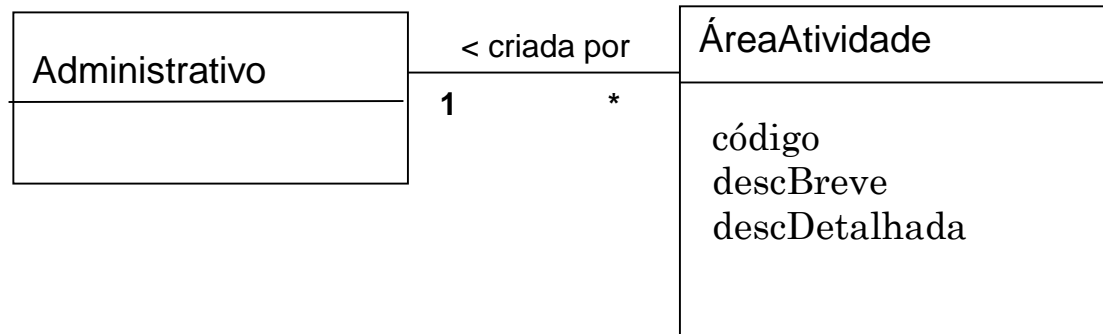 Administrativo
< criada por
1
*
ÁreaAtividade
código
descBreve
descDetalhada